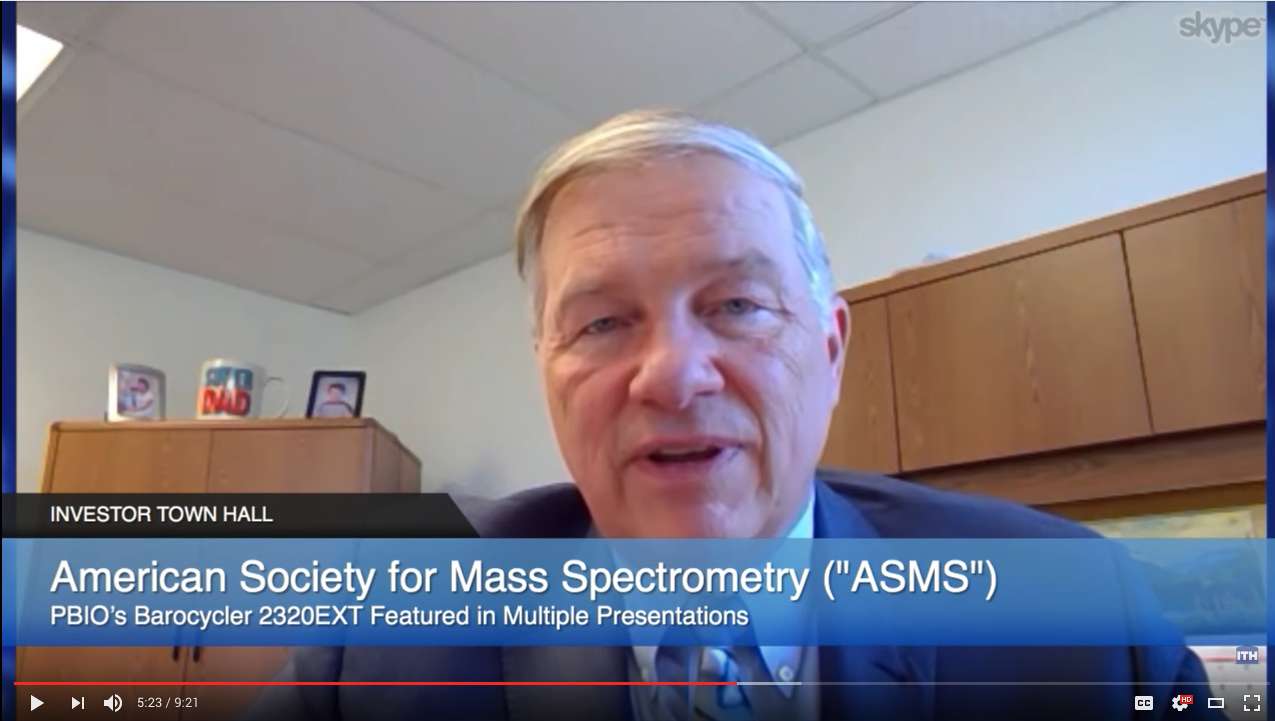 skype
SUPER
DAD
INVESTOR TOWN HALL
American Society for Mass Spectrometry ("ASMS")
PBIO's Barocycler 2320EXT Featured in Multiple Presentations
ITH
5:23 / 9:21
CC
HD